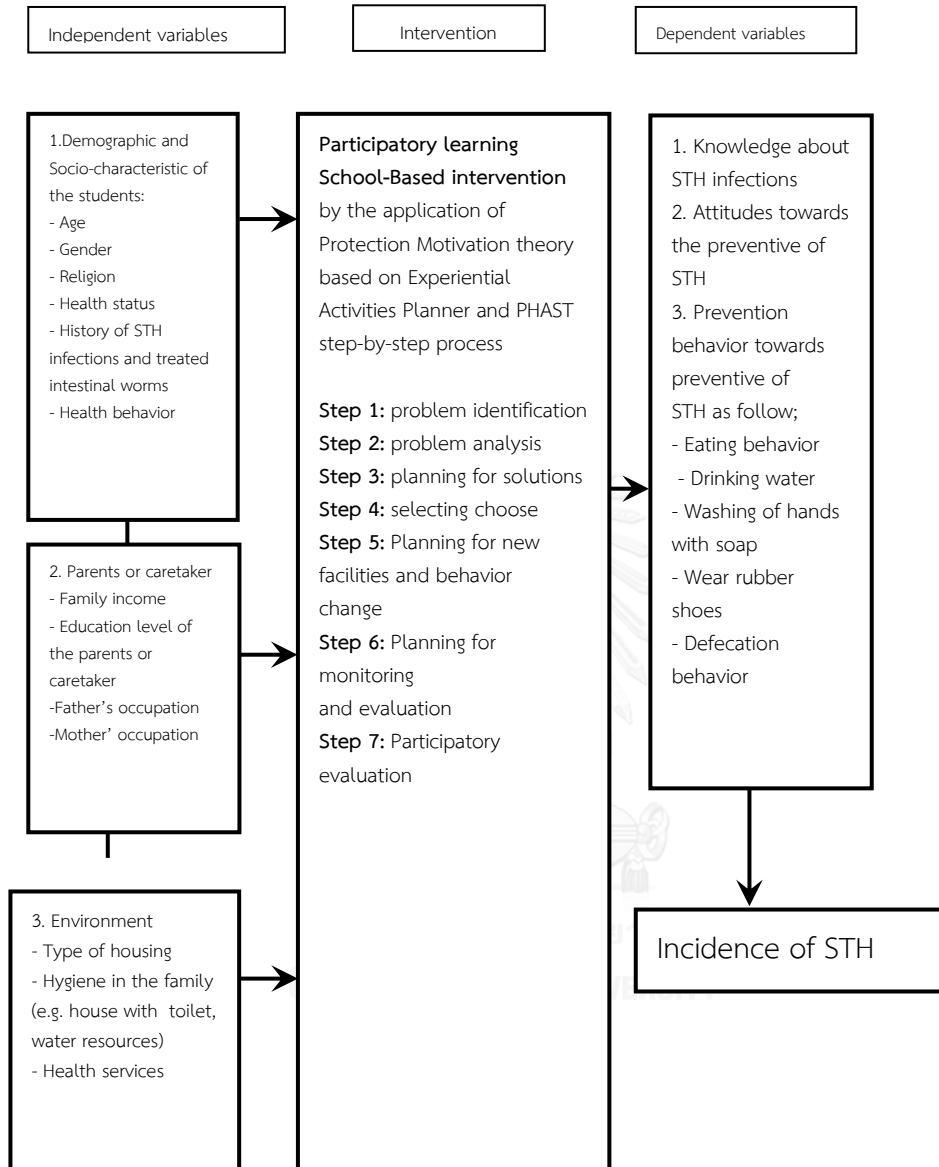 Independent variables
Intervention
Dependent variables
1.Demographic and
Socio-characteristic of
the students:
- Age
- Gender
- Religion
- Health status
- History of STH
infections and treated
intestinal worms
- Health behavior
2. Parents or caretaker
- Family income
- Education level of
the parents or
caretaker
-Father's occupation
-Mother' occupation
3. Environment
- Type of housing
- Hygiene in the family
(e.g. house with toilet,
water resources)
- Health services
Participatory learning
School-Based intervention
by the application of
Protection Motivation theory
based on Experiential
Activities Planner and PHAST
step-by-step process
Step 1: problem identification
Step 2: problem analysis
Step 3: planning for solutions
Step 4: selecting choose
Step 5: Planning for new
facilities and behavior
change
Step 6: Planning for
monitoring
and evaluation
Step 7: Participatory
evaluation
1. Knowledge about
STH infections
2. Attitudes towards
the preventive of
STH
3. Prevention
behavior towards
preventive of
STH as follow;
- Eating behavior
- Drinking water
- Washing of hands
with soap
- Wear rubber
shoes
- Defecation
behavior
Incidence of STH